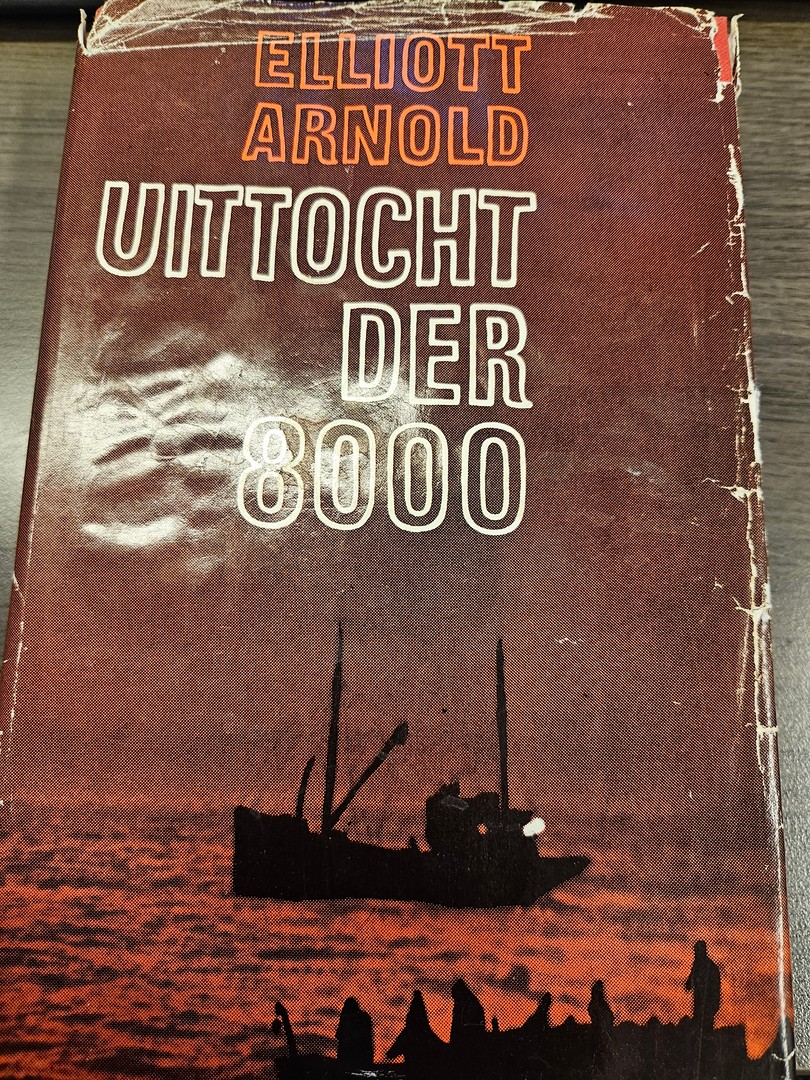 ELLIOTT
ARNOLD
UITTOCHT
DER
8000